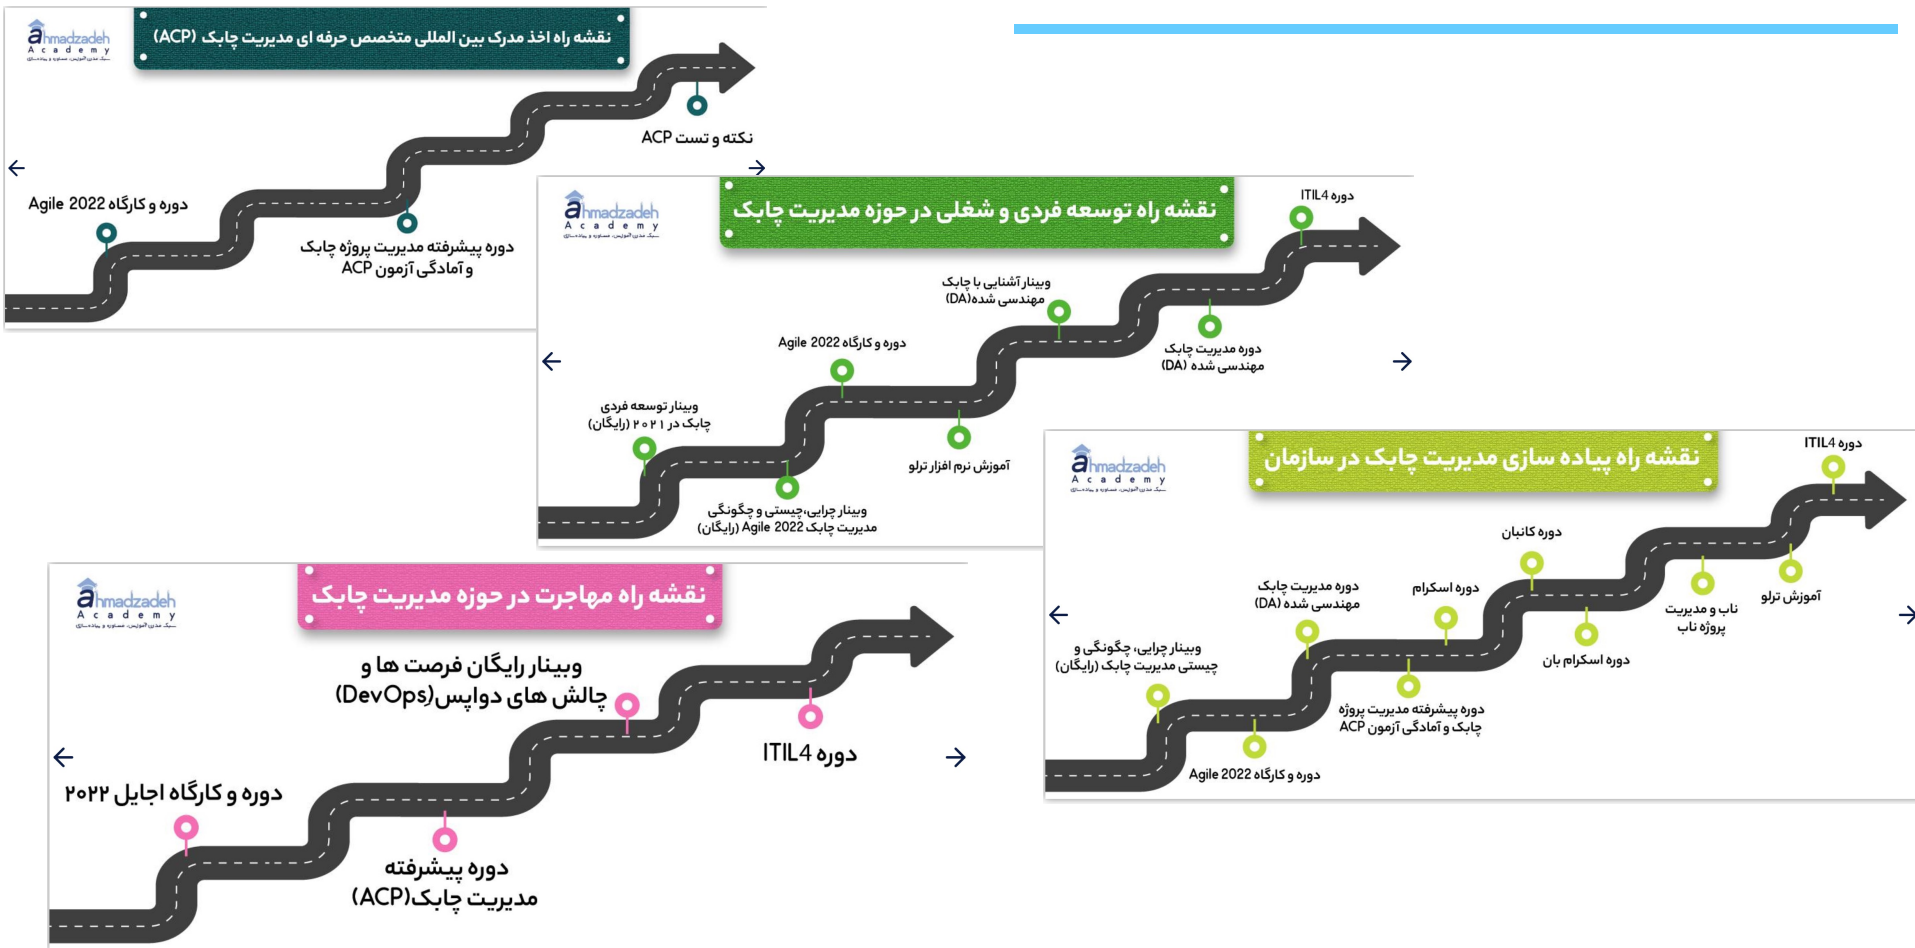 ahmadzadeh
Academy
نقشه راه اخذ مدرک بین المللی متخصص حرفه ای مدیریت چابک (ACP)
دوره و کارگاه Agile 2022
دوره پیشرفته مدیریت پروژه چابک
و آمادگی آزمون ACP
نکته و تست ACP
ahmadzadeh
Academy
نقشه راه توسعه فردی و شغلی در حوزه مدیریت چابک
وبینار توسعه فردی
چابک در ۲۰۲۱ (رایگان)
وبینار چرایی،چیستی و چگونگی
مدیریت چابک Agile 2022 (رایگان)
دوره و کارگاه Agile 2022
آموزش نرم افزار ترلو
وبینار آشنایی با چابک
مهندسی شده(DA)
دوره مدیریت چابک
مهندسی شده (DA)
دوره ITIL4
ahmadzadeh
Academy
نقشه راه پیاده سازی مدیریت چابک در سازمان
وبینار چرایی، چگونگی و
چیستی مدیریت چابک (رایگان)
دوره و کارگاه Agile 2022
دوره مدیریت چابک
مهندسی شده (DA)
دوره پیشرفته مدیریت پروژه
چابک و آمادگی آزمون ACP
دوره اسکرام
دوره کانبان
دوره اسکرام بان
ناب و مدیریت
پروژه ناب
آموزش ترلو
دوره ITIL4
ahmadzadeh
Academy
نقشه راه مهاجرت در حوزه مدیریت چابک
دوره و کارگاه اجایل ۲۰۲۲
دوره پیشرفته
مدیریت چابک(ACP)
وبینار رایگان فرصت ها و
چالش های دواپسِ(DevOps)
دوره ITIL4